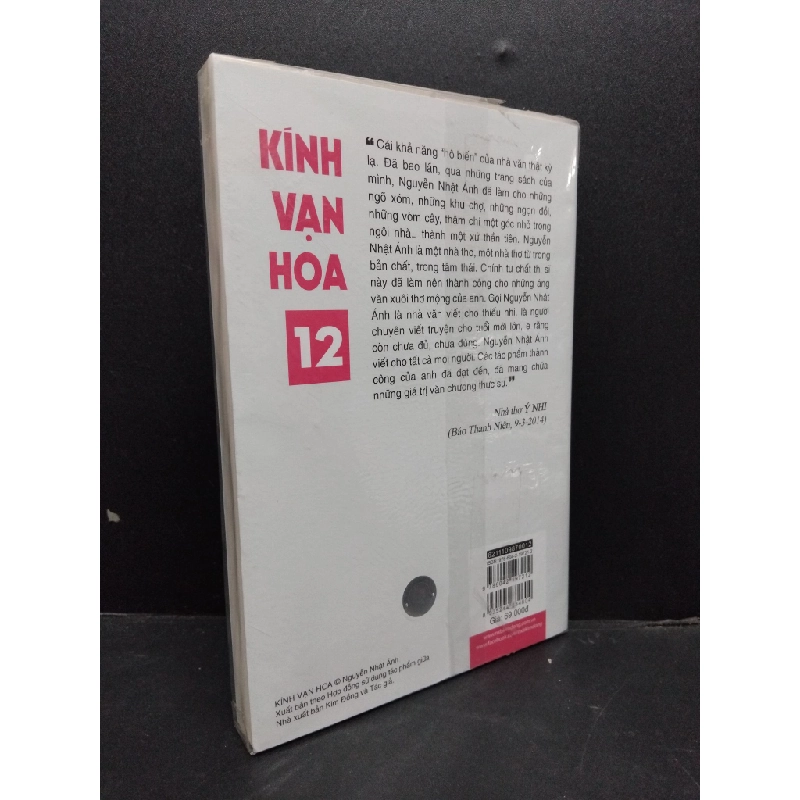 KÍNH
VẠN
HOA
12
❝ Cái khả năng "hô biến" của nhà văn thật kỳ
lạ. Đã bao lần, qua những trang sách của
mình, Nguyễn Nhật Ánh đã làm cho những
ngõ xóm, những khu chợ, những ngọn đồi,
những vòm cây, thậm chí một góc nhỏ trong
ngôi nhà... thành một xứ thần tiên. Nguyễn
Nhật Ánh là một nhà thơ, một nhà thơ từ trong
bản chất, trong tâm thái. Chính tư chất thi sĩ
này đã làm nên thành công cho những áng
văn xuôi thơ mộng của anh. Gọi Nguyễn Nhật
Ánh là nhà văn viết cho thiếu nhi, là người
chuyên viết truyện cho tuổi mới lớn, e rằng
còn chưa đủ, chưa đúng. Nguyễn Nhật Ánh
viết cho tất cả mọi người. Các tác phẩm thành
công của anh đã đạt đến, đã mang chứa
những giá trị văn chương thực sự.❞
Nhà thơ Ý NHI
(Báo Thanh Niên, 9-3-2014)
Giá: 39.000đ
KÍNH VẠN HOA © Nguyễn Nhật Ánh
Xuất bản theo Hợp đồng sử dụng tác phẩm giữa
Nhà xuất bản Kim Đồng và Tác giả.